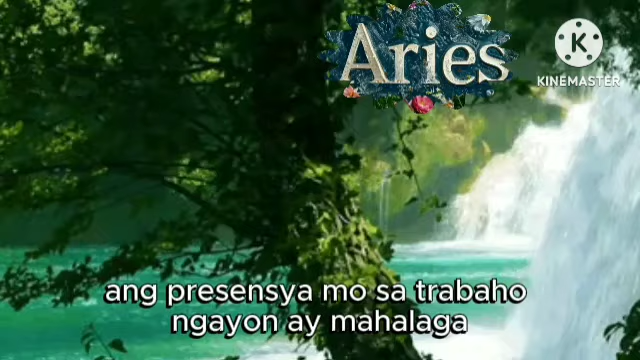 Aries
KINEMASTER
ang presensya mo sa trabaho
ngayon ay mahalaga